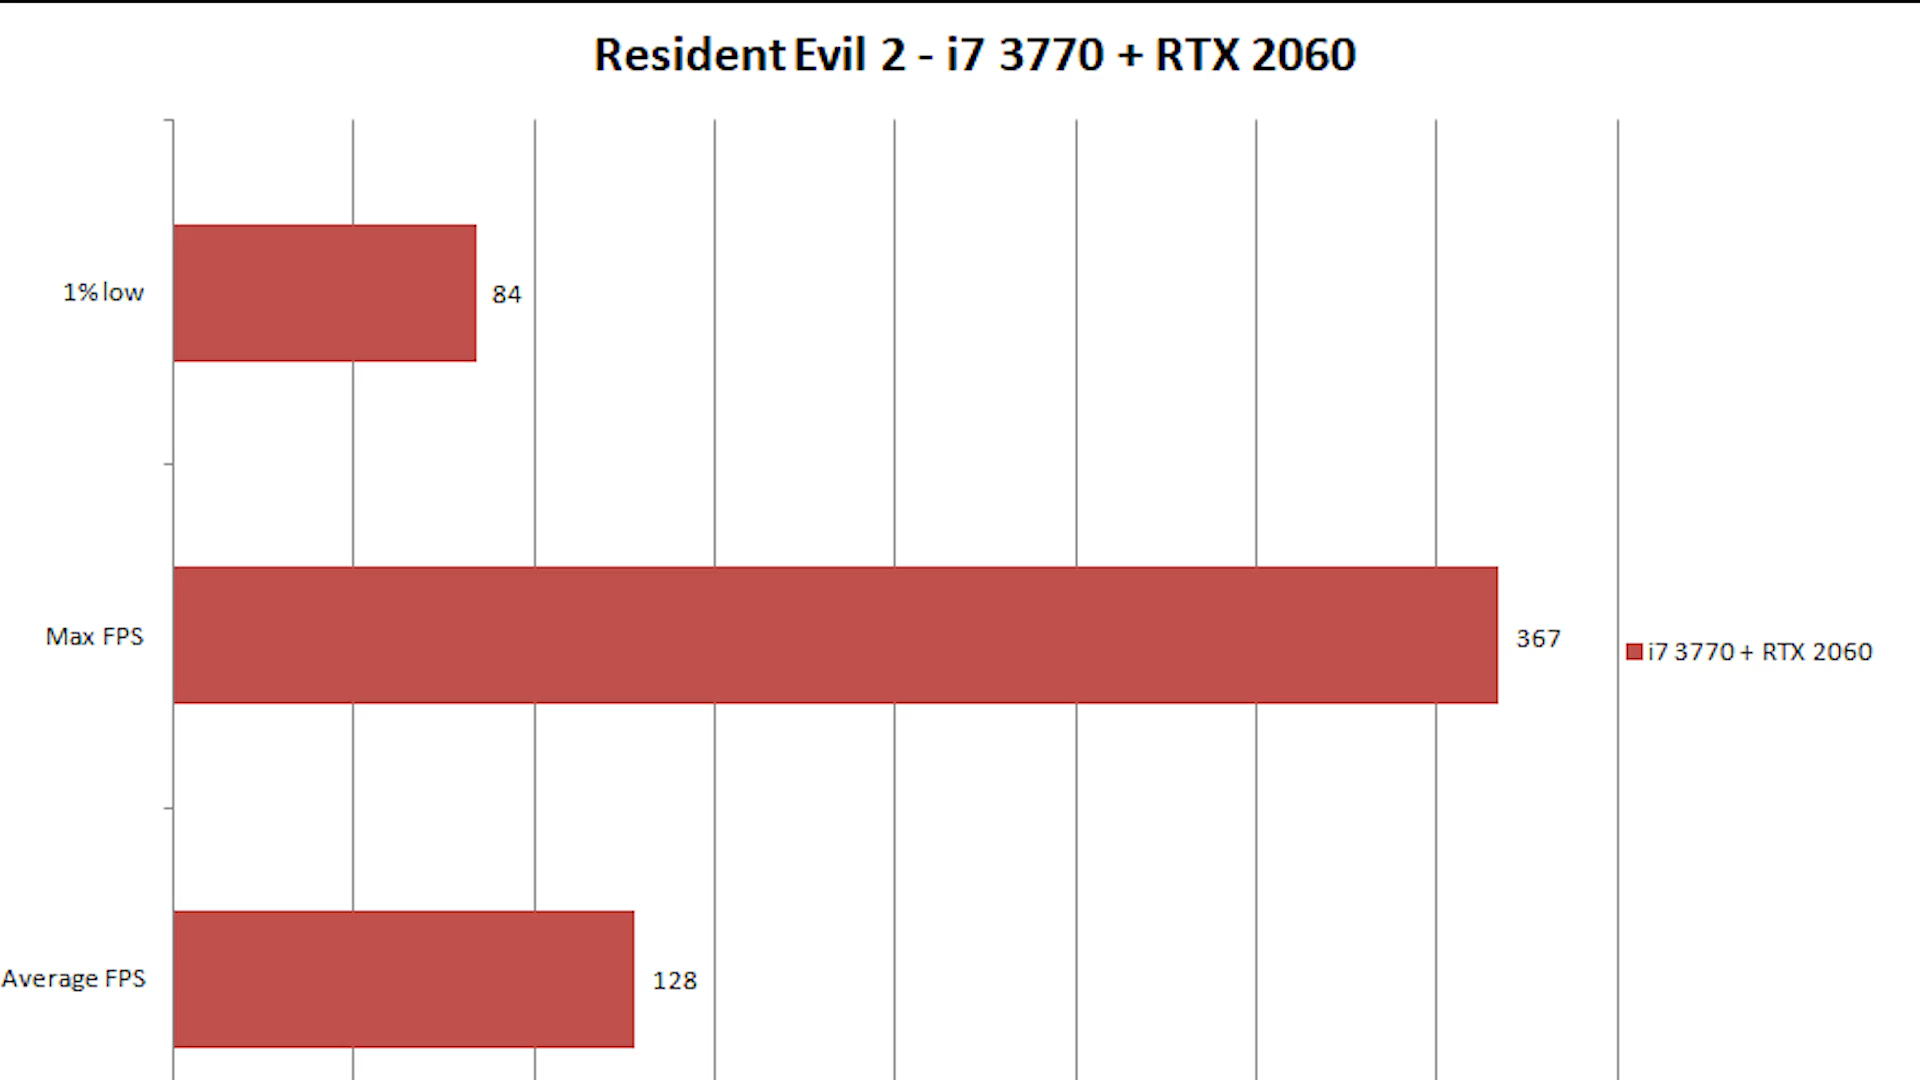 Resident Evil 2 - i7 3770 + RTX 2060
1% low
84
Max FPS
367
i7 3770 + RTX 2060
Average FPS
128